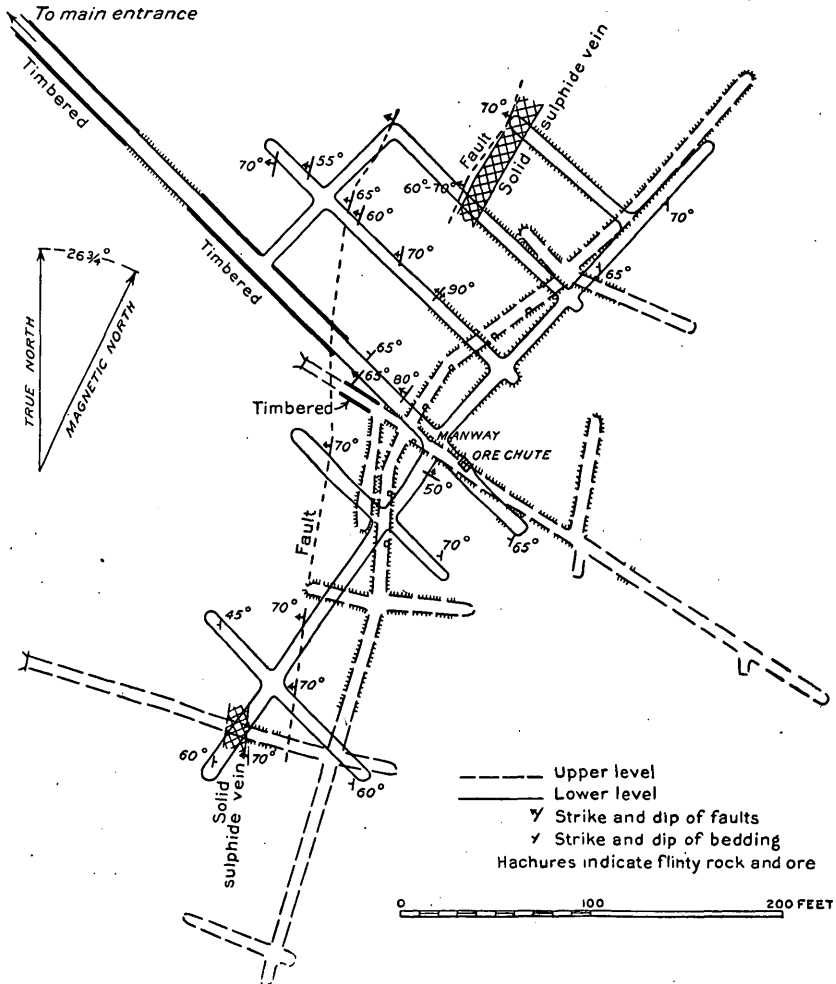 To main entrance
Timbered
sulphide vein
Solid
Fault
70°
60°-70°
70°
55°
65°
60°
70°
90°
70°
65°
26¾°
TRUE NORTH
MAGNETIC NORTH
Timbered
65°
65°
80°
Timbered
MANWAY
ORE CHUTE
70°
50°
70°
65°
Fault
45°
70°
70°
60°
70°
60°
Solid
sulphide vein
Upper level
Lower level
Strike and dip of faults
Strike and dip of bedding
Hachures indicate flinty rock and ore
0 100 200 FEET